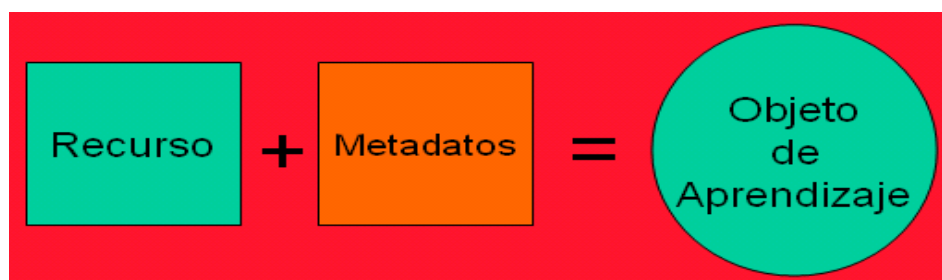 Recurso + Metadatos = Objeto
de
Aprendizaje